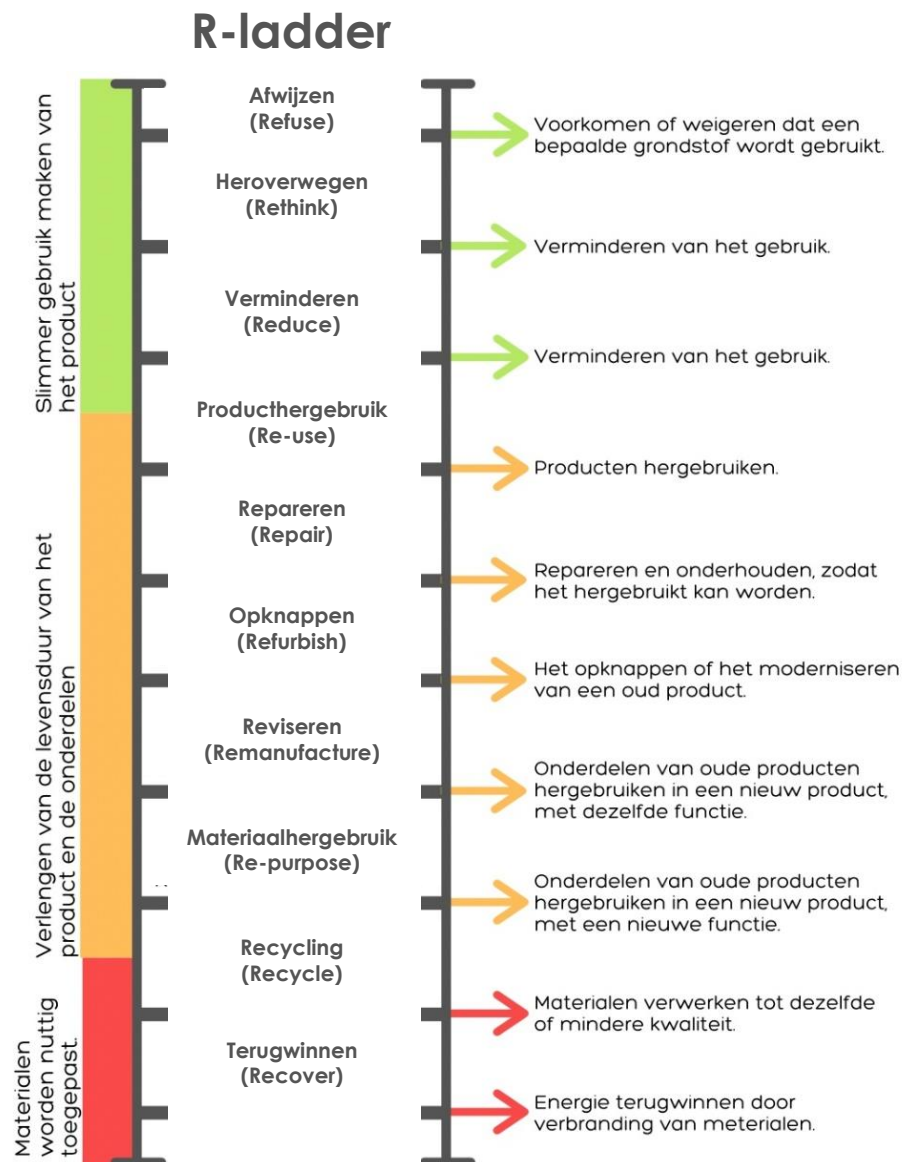 R-ladder
Slimmer gebruik maken van
het product
Afwijzen
(Refuse)
Voorkomen of weigeren dat een
bepaalde grondstof wordt gebruikt.
Heroverwegen
(Rethink)
Verminderen van het gebruik.
Verminderen
(Reduce)
Verminderen van het gebruik.
Verlengen van de levensduur van het
product en de onderdelen
Producthergebruik
(Re-use)
Producten hergebruiken.
Repareren
(Repair)
Repareren en onderhouden, zodat
het hergebruikt kan worden.
Opknappen
(Refurbish)
Het opknappen of het moderniseren
van een oud product.
Reviseren
(Remanufacture)
Onderdelen van oude producten
hergebruiken in een nieuw product,
met dezelfde functie.
Materiaalhergebruik
(Re-purpose)
Onderdelen van oude producten
hergebruiken in een nieuw product,
met een nieuwe functie.
Materialen
worden nuttig
toegepast.
Recycling
(Recycle)
Materialen verwerken tot dezelfde
of mindere kwaliteit.
Terugwinnen
(Recover)
Energie terugwinnen door
verbranding van meterialen.